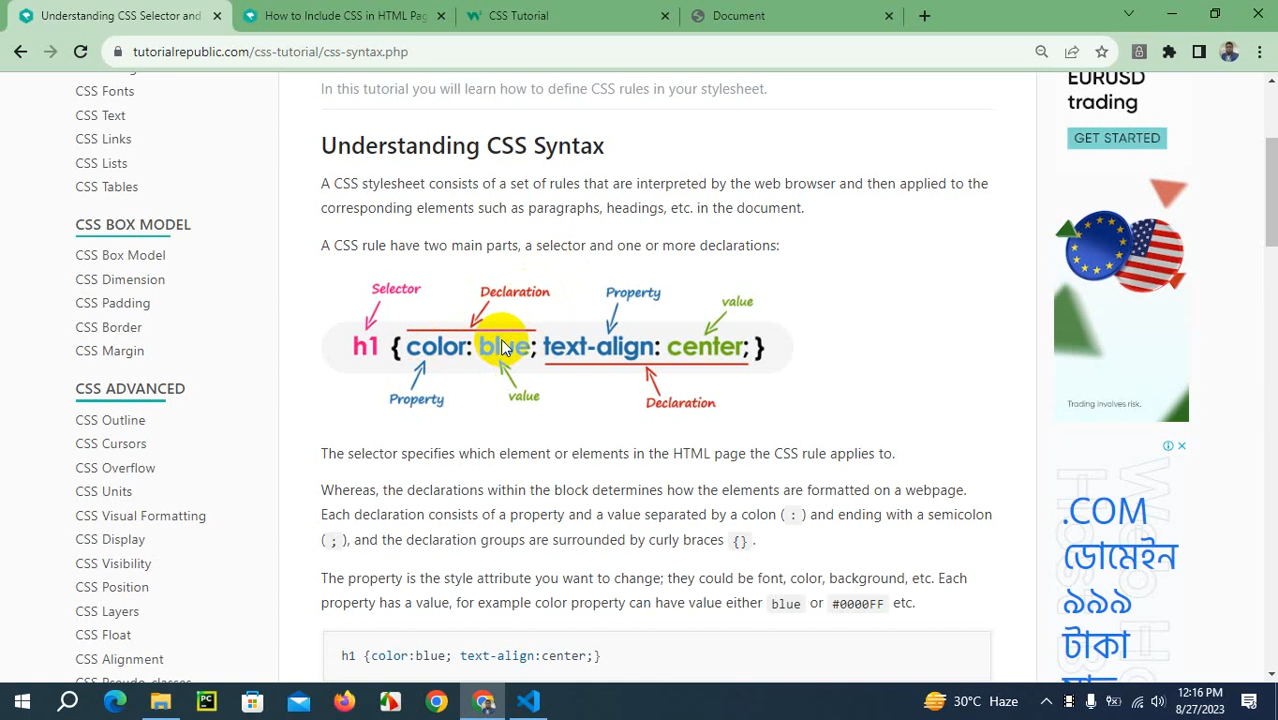 Understanding CSS Selector and
How to Include CSS in HTML Pag
CSS Tutorial
Document
tutorialrepublic.com/css-tutorial/css-syntax.php
CSS Fonts
CSS Text
CSS Links
CSS Lists
CSS Tables
CSS BOX MODEL
CSS Box Model
CSS Dimension
CSS Padding
CSS Border
CSS Margin
CSS ADVANCED
CSS Outline
CSS Cursors
CSS Overflow
CSS Units
CSS Visual Formatting
CSS Display
CSS Visibility
CSS Position
CSS Layers
CSS Float
CSS Alignment
In this tutorial you will learn how to define CSS rules in your stylesheet.
Understanding CSS Syntax
A CSS stylesheet consists of a set of rules that are interpreted by the web browser and then applied to the
corresponding elements such as paragraphs, headings, etc. in the document.
A CSS rule have two main parts, a selector and one or more declarations:
Selector Declaration Property value
h1 { color: blue; text-align: center; }
Property value Declaration
The selector specifies which element or elements in the HTML page the CSS rule applies to.
Whereas, the declarations within the block determines how the elements are formatted on a webpage.
Each declaration consists of a property and a value separated by a colon ( : ) and ending with a semicolon
( ; ), and the declaration groups are surrounded by curly braces {} .
The property is the style attribute you want to change; they could be font, color, background, etc. Each
property has a value, for example color property can have value either blue or #0000FF etc.
h1 {color:blue; text-align:center;}
EURUSD
trading
GET STARTED
Trading involves risk.
.COM
ডোমেইন
৯৯৯
টাকা
30°C Haze
12:16 PM
8/27/2023